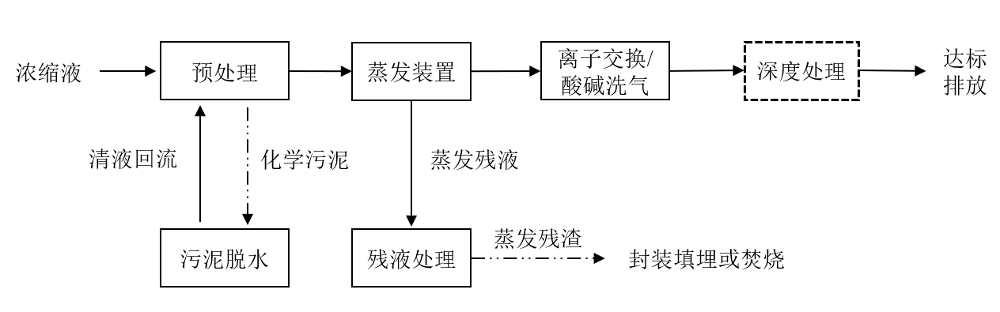 浓缩液
预处理
蒸发装置
离子交换/
酸碱洗气
深度处理
达标
排放
清液回流
化学污泥
蒸发残液
污泥脱水
残液处理
蒸发残渣
封装填埋或焚烧